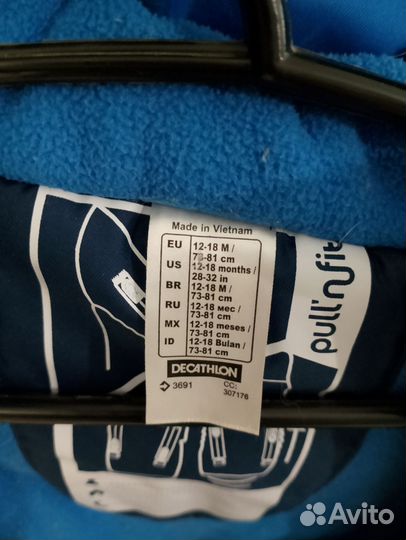 Made in Vietnam
EU 12-18 M /
73-81 cm
US 12-18 months /
28-32 in
BR 12-18 M /
73-81 cm
RU 12-18 мес /
73-81 cm
MX 12-18 meses /
73-81 cm
ID 12-18 Bulan /
73-81 cm
DECATHLON
3691 CC:
307176
pull'n fit
Avito